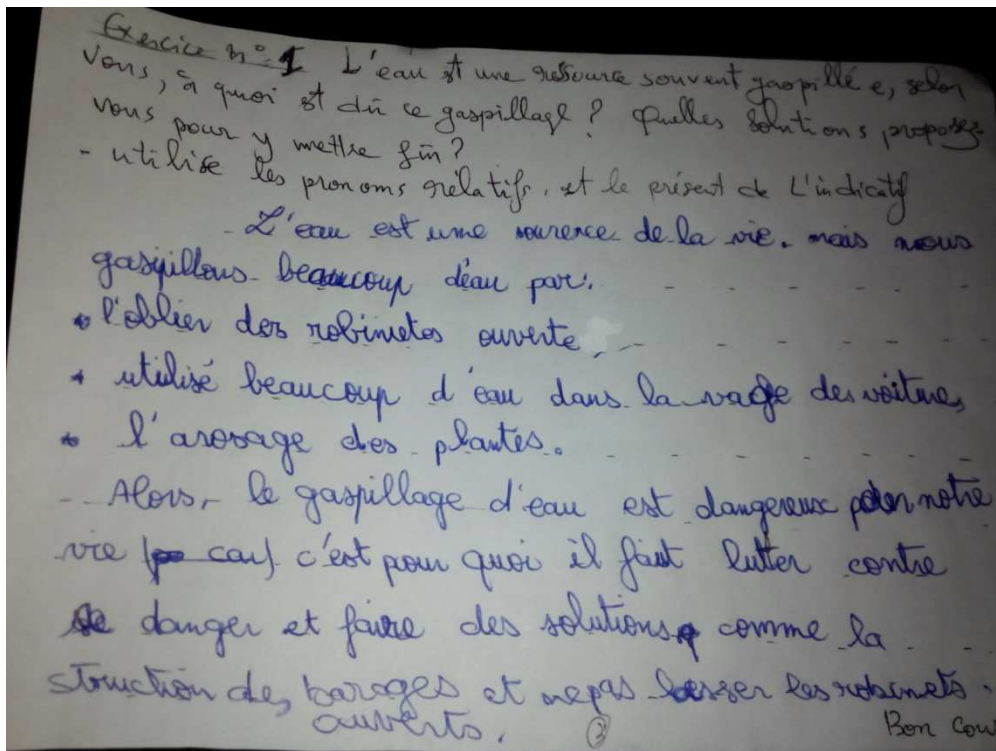 Exercice n° 1 L'eau est une ressource souvent gaspillée, selon
vous, à quoi est dû ce gaspillage ? Quelles solutions proposez-
vous pour y mettre fin ?
- utilise les pronoms relatifs, et le présent de L'indicatif
- L'eau est une sourence de la vie. mais nous
gaspillons beaucoup d'eau par.
* l'oblier des robinetes ouverte,
* utilisé beaucoup d'eau dans la vage des voitures
* l'arosage des plantes.
- Alors, le gaspillage d'eau est dangereux notre
vie car c'est pour quoi il faut lutter contre
danger et faire des solutions comme la
struction des barages et ne pas lesser les robinets
ouverts. 3 Bon